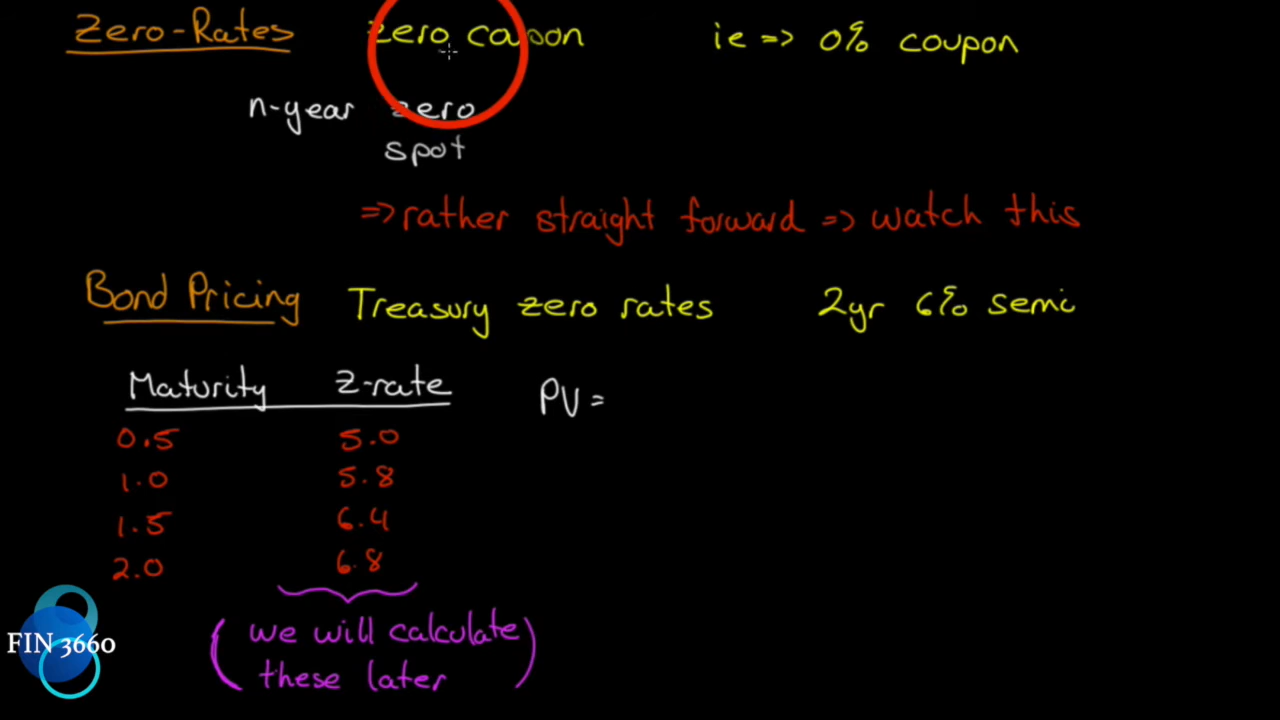 Zero-Rates zero coupon ie => 0% coupon
n-year zero
spot
=> rather straight forward => watch this
Bond Pricing Treasury zero rates 2yr 6% semi
Maturity Z-rate PV =
0.5 5.0
1.0 5.8
1.5 6.4
2.0 6.8
(we will calculate
these later)
FIN 3660